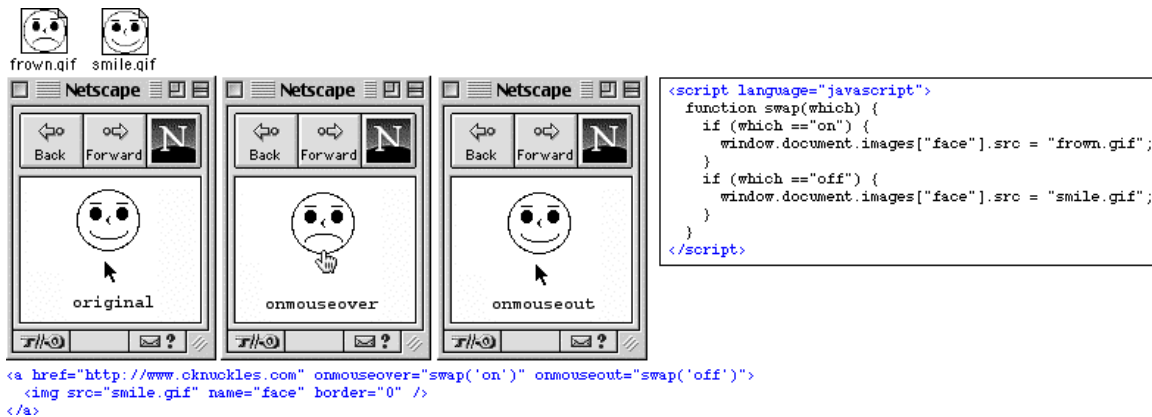 frown.gif smile.gif
Netscape Netscape Netscape
Back Forward N Back Forward N Back Forward N
original onmouseover onmouseout
?
?
?
<script language="javascript">
function swap(which) {
if (which =="on") {
window.document.images["face"].src = "frown.gif";
}
if (which =="off") {
window.document.images["face"].src = "smile.gif";
}
}
</script>
<a href="http://www.cknuckles.com" onmouseover="swap('on')" onmouseout="swap('off')">
<img src="smile.gif" name="face" border="0" />
</a>